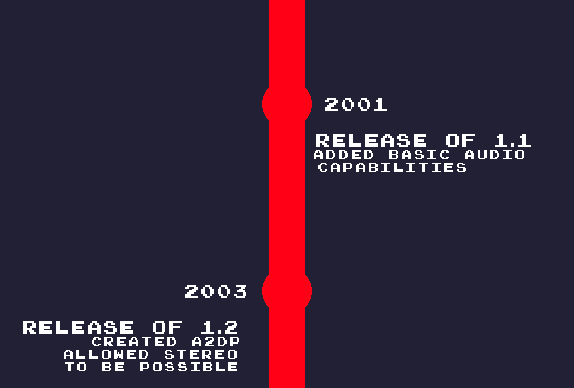 2001
RELEASE OF 1.1
ADDED BASIC AUDIO
CAPABILITIES
2003
RELEASE OF 1.2
CREATED A2DP
ALLOWED STEREO
TO BE POSSIBLE